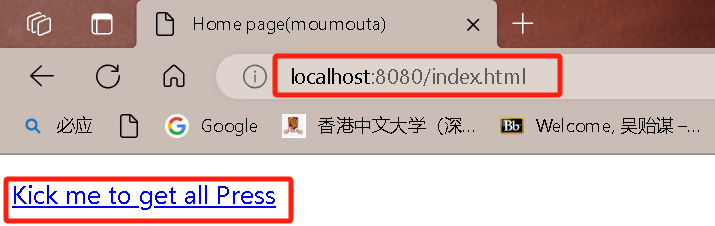 Home page(moumouta)
localhost:8080/index.html
必应 Google 香港中文大学（深... Bb Welcome, 吴贻谋 –...
Kick me to get all Press